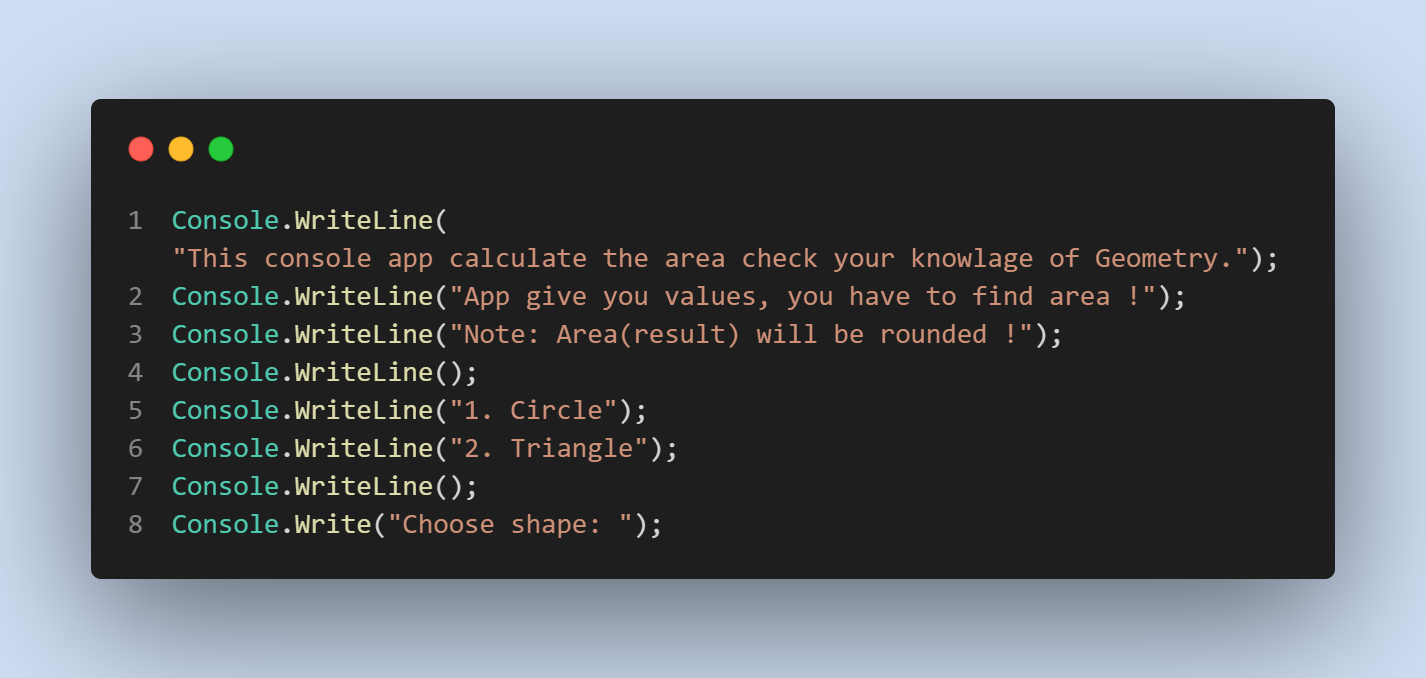 1 Console.WriteLine(
"This console app calculate the area check your knowlage of Geometry.");
2 Console.WriteLine("App give you values, you have to find area !");
3 Console.WriteLine("Note: Area(result) will be rounded !");
4 Console.WriteLine();
5 Console.WriteLine("1. Circle");
6 Console.WriteLine("2. Triangle");
7 Console.WriteLine();
8 Console.Write("Choose shape: ");